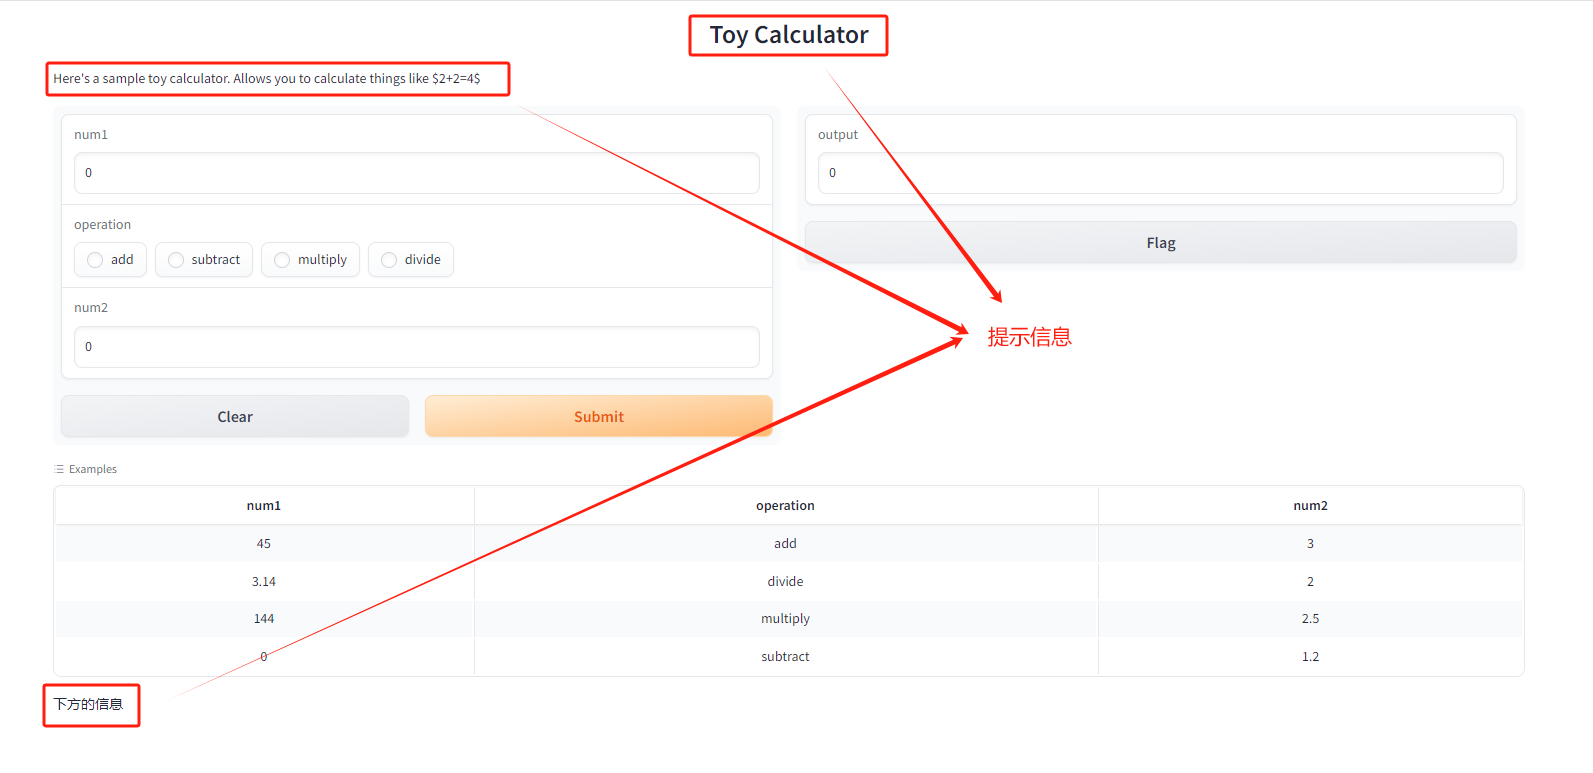 Toy Calculator
Here's a sample toy calculator. Allows you to calculate things like $2+2=4$
num1
0
operation
add subtract multiply divide
num2
0
Clear Submit
output
0
Flag
提示信息
Examples
num1 operation num2
45 add 3
3.14 divide 2
144 multiply 2.5
0 subtract 1.2
下方的信息